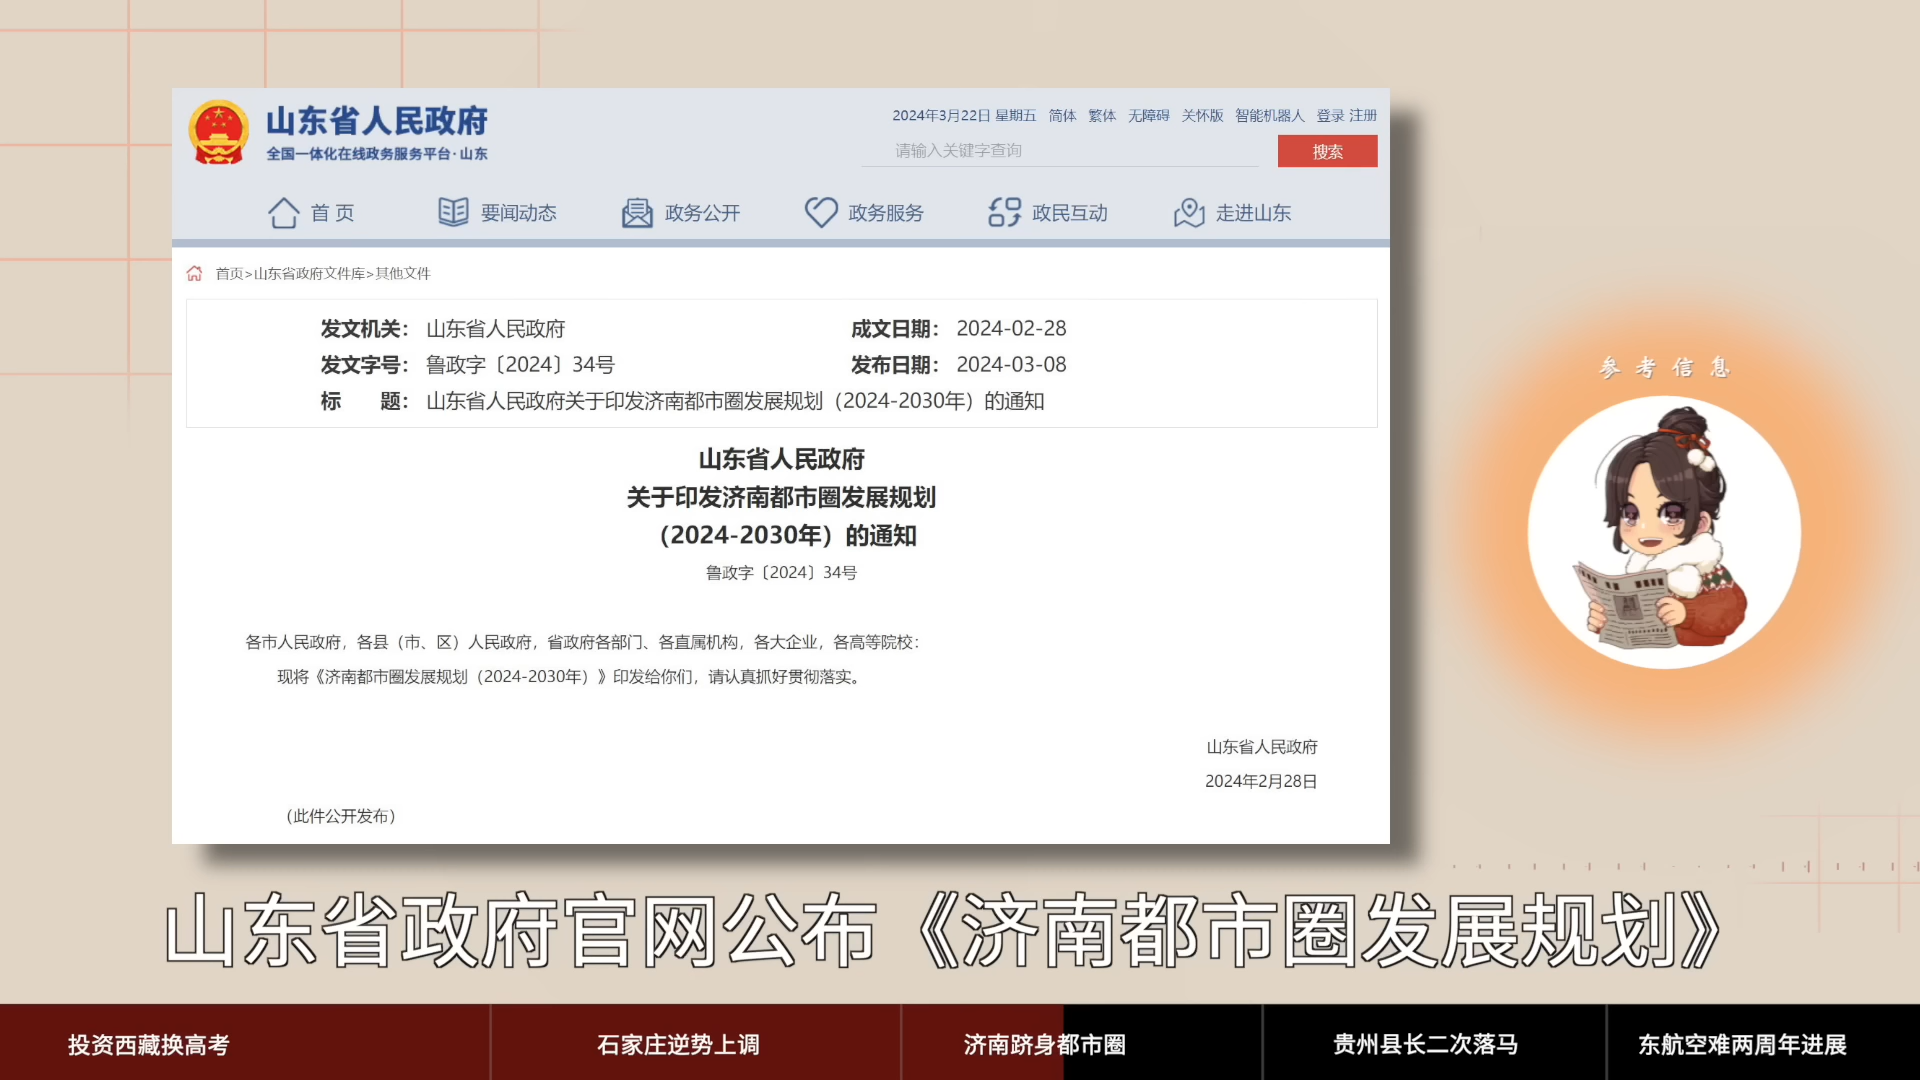 山东省人民政府
全国一体化在线政务服务平台·山东
2024年3月22日 星期五 简体 繁体 无障碍 关怀版 智能机器人 登录 注册
请输入关键字查询
搜索
首页 要闻动态 政务公开 政务服务 政民互动 走进山东
首页>山东省政府文件库>其他文件
发文机关： 山东省人民政府 成文日期： 2024-02-28
发文字号： 鲁政字〔2024〕34号 发布日期： 2024-03-08
标 题： 山东省人民政府关于印发济南都市圈发展规划（2024-2030年）的通知
山东省人民政府
关于印发济南都市圈发展规划
（2024-2030年）的通知
鲁政字〔2024〕34号
各市人民政府，各县（市、区）人民政府，省政府各部门、各直属机构，各大企业，各高等院校：
现将《济南都市圈发展规划（2024-2030年）》印发给你们，请认真抓好贯彻落实。
山东省人民政府
2024年2月28日
（此件公开发布）
参考信息
山东省政府官网公布《济南都市圈发展规划》
投资西藏换高考 石家庄逆势上调 济南跻身都市圈 贵州县长二次落马 东航空难两周年进展